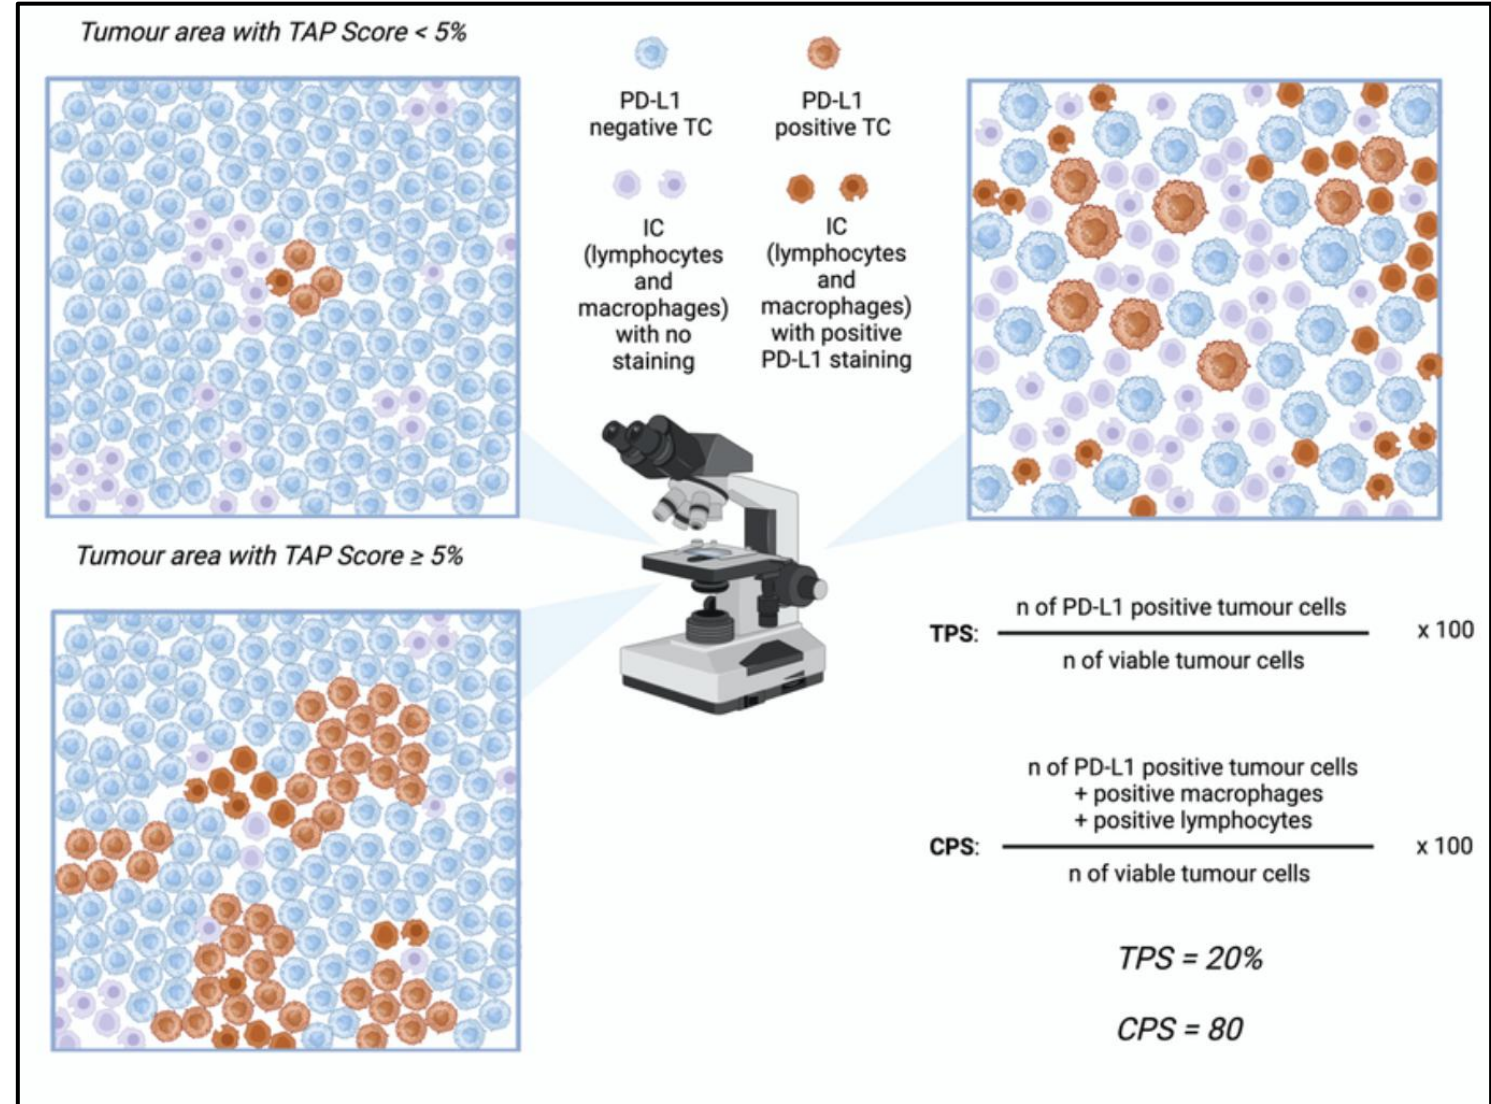 Tumour area with TAP Score < 5%
PD-L1
negative TC
PD-L1
positive TC
IC
(lymphocytes
and
macrophages)
with no
staining
IC
(lymphocytes
and
macrophages)
with positive
PD-L1 staining
Tumour area with TAP Score ≥ 5%
TPS:
n of PD-L1 positive tumour cells
n of viable tumour cells
x 100
CPS:
n of PD-L1 positive tumour cells
+ positive macrophages
+ positive lymphocytes
n of viable tumour cells
x 100
TPS = 20%
CPS = 80